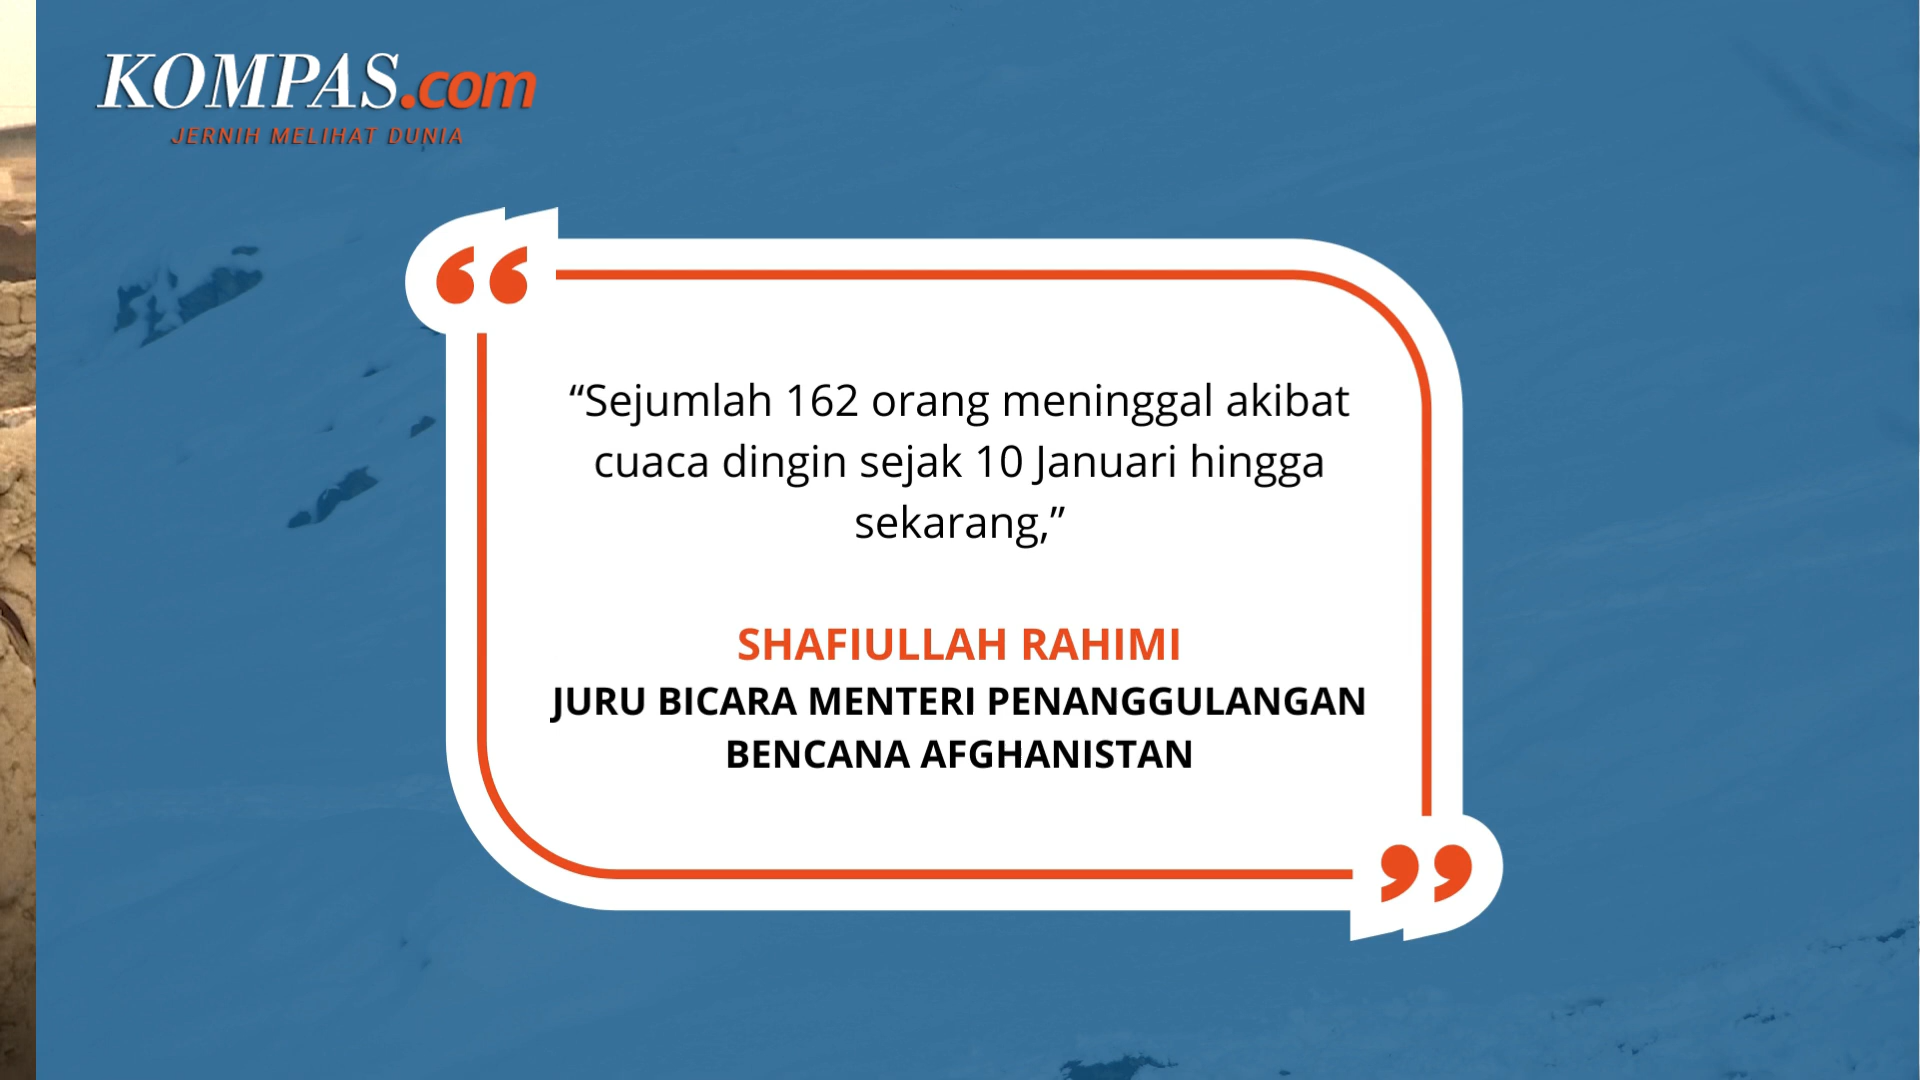 KOMPAS.com
JERNIH MELIHAT DUNIA
“Sejumlah 162 orang meninggal akibat
cuaca dingin sejak 10 Januari hingga
sekarang,”
SHAFIULLAH RAHIMI
JURU BICARA MENTERI PENANGGULANGAN
BENCANA AFGHANISTAN